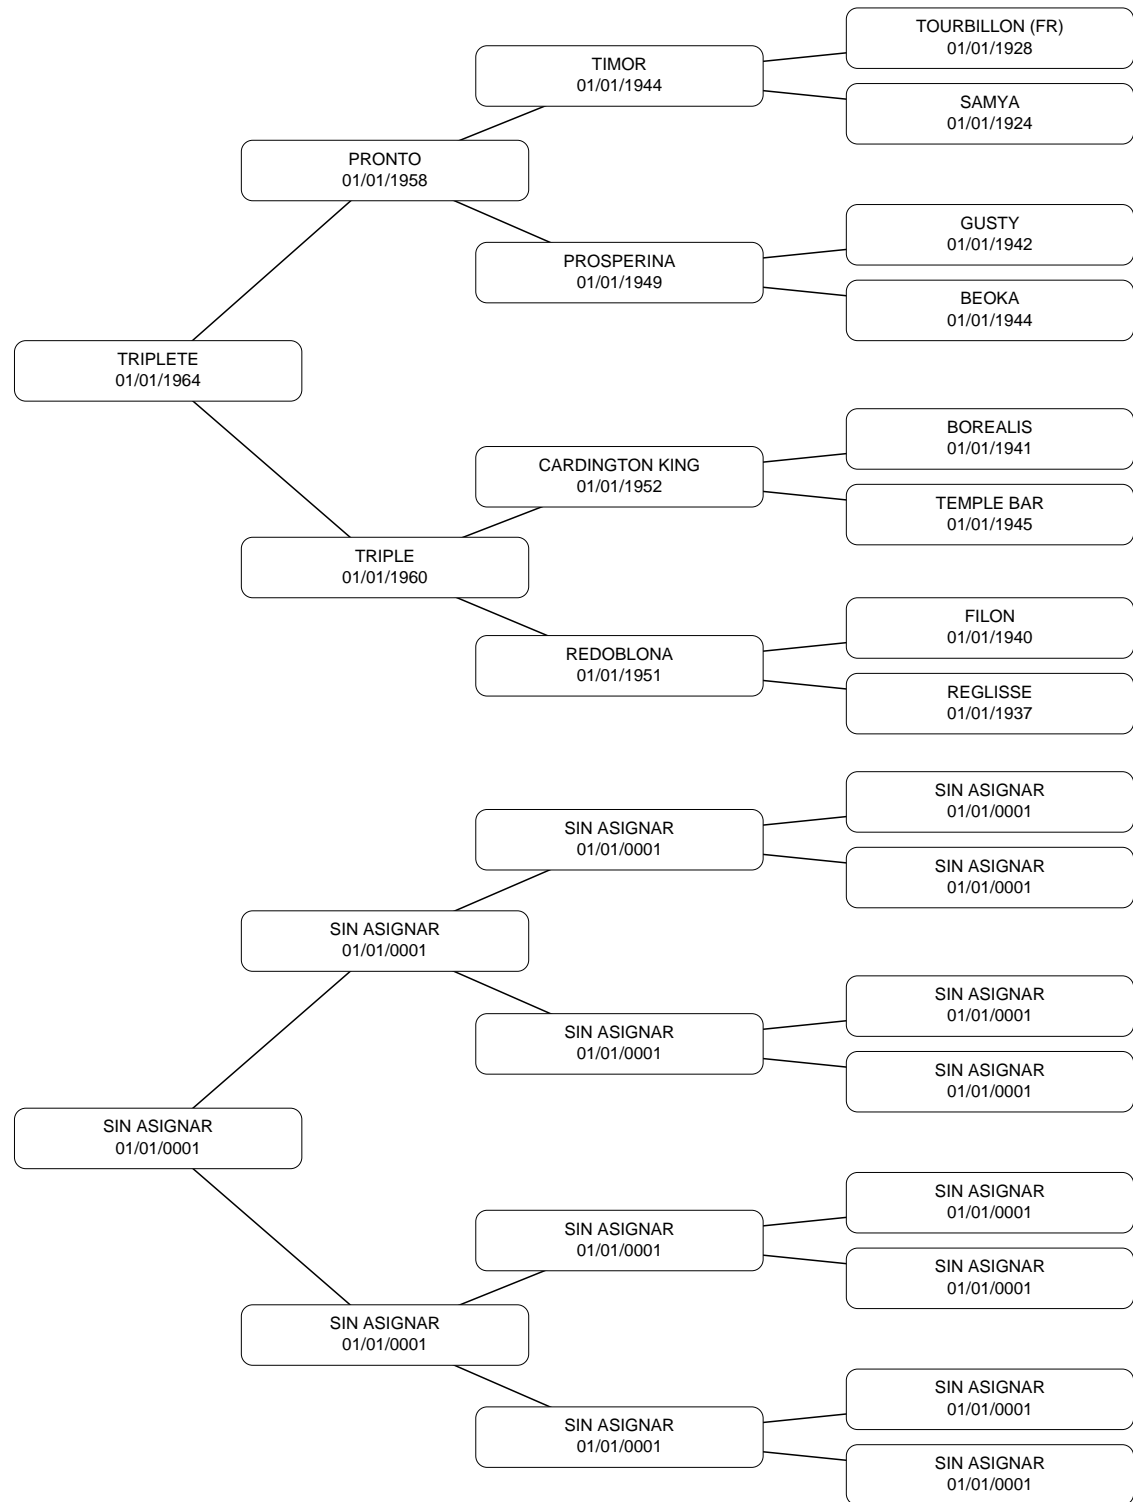 TOURBILLON (FR)
01/01/1928
TIMOR
01/01/1944
SAMYA
01/01/1924
PRONTO
01/01/1958
GUSTY
01/01/1942
PROSPERINA
01/01/1949
BEOKA
01/01/1944
TRIPLETE
01/01/1964
BOREALIS
01/01/1941
CARDINGTON KING
01/01/1952
TEMPLE BAR
01/01/1945
TRIPLE
01/01/1960
FILON
01/01/1940
REDOBLONA
01/01/1951
REGLISSE
01/01/1937
SIN ASIGNAR
01/01/0001
SIN ASIGNAR
01/01/0001
SIN ASIGNAR
01/01/0001
SIN ASIGNAR
01/01/0001
SIN ASIGNAR
01/01/0001
SIN ASIGNAR
01/01/0001
SIN ASIGNAR
01/01/0001
SIN ASIGNAR
01/01/0001
SIN ASIGNAR
01/01/0001
SIN ASIGNAR
01/01/0001
SIN ASIGNAR
01/01/0001
SIN ASIGNAR
01/01/0001
SIN ASIGNAR
01/01/0001
SIN ASIGNAR
01/01/0001
SIN ASIGNAR
01/01/0001